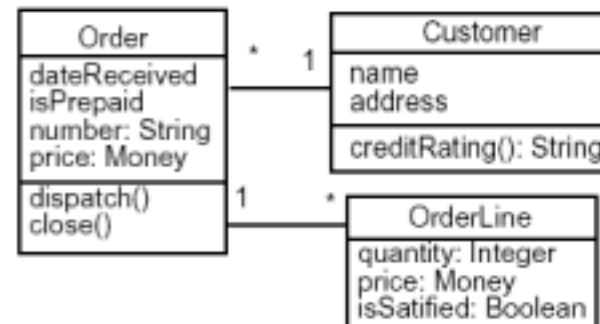 Order
dateReceived
isPrepaid
number: String
price: Money
dispatch()
close()
* 1
Customer
name
address
creditRating(): String
1 *
OrderLine
quantity: Integer
price: Money
isSatified: Boolean